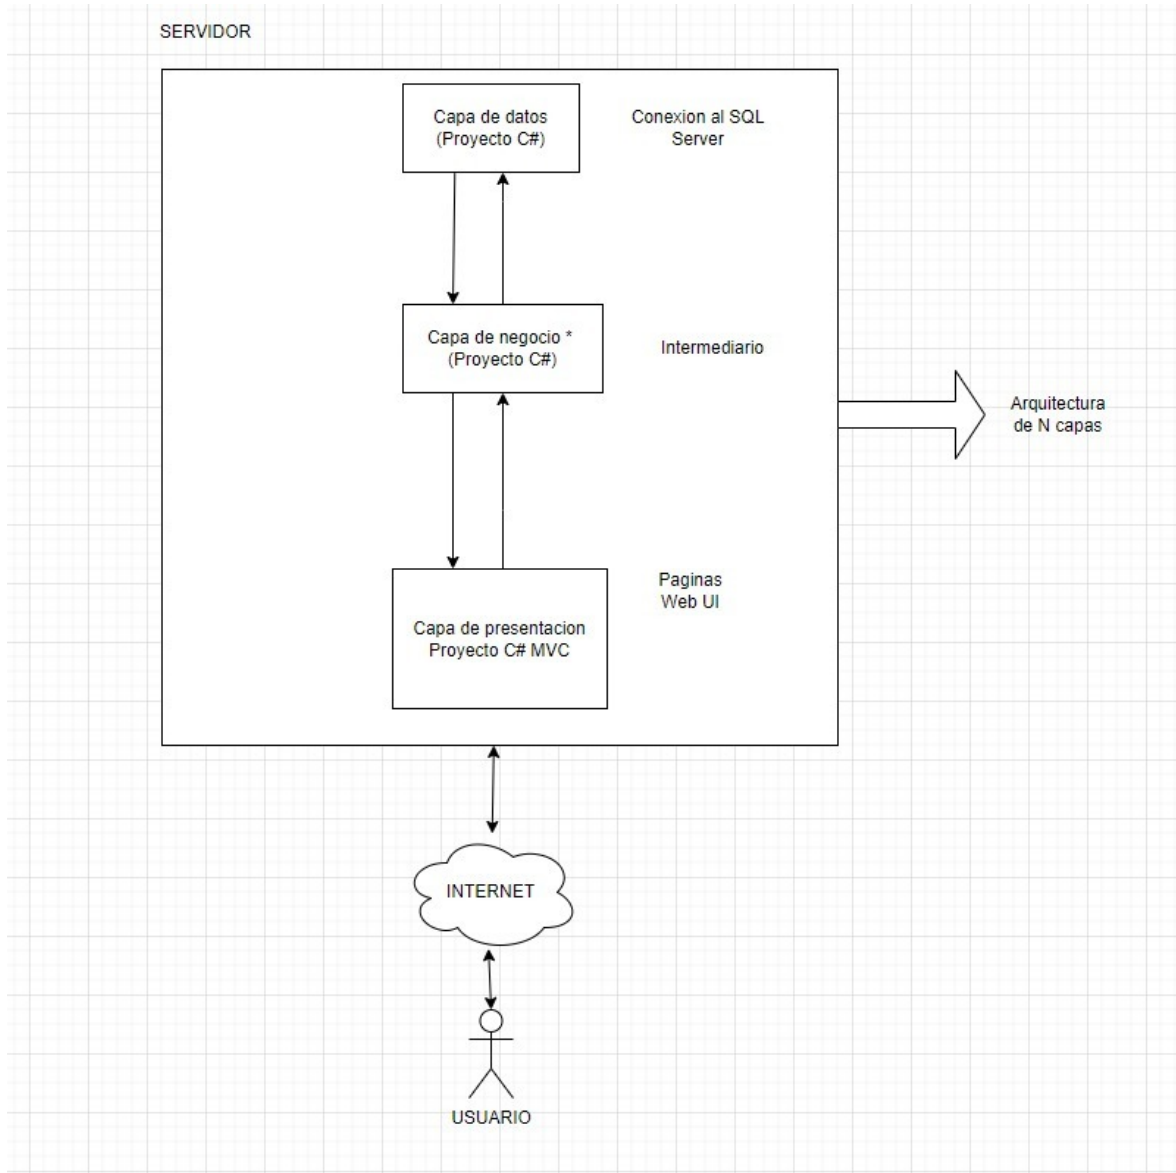 SERVIDOR
Capa de datos
(Proyecto C#)
Conexion al SQL
Server
Capa de negocio *
(Proyecto C#)
Intermediario
Arquitectura
de N capas
Paginas
Web UI
Capa de presentacion
Proyecto C# MVC
INTERNET
USUARIO